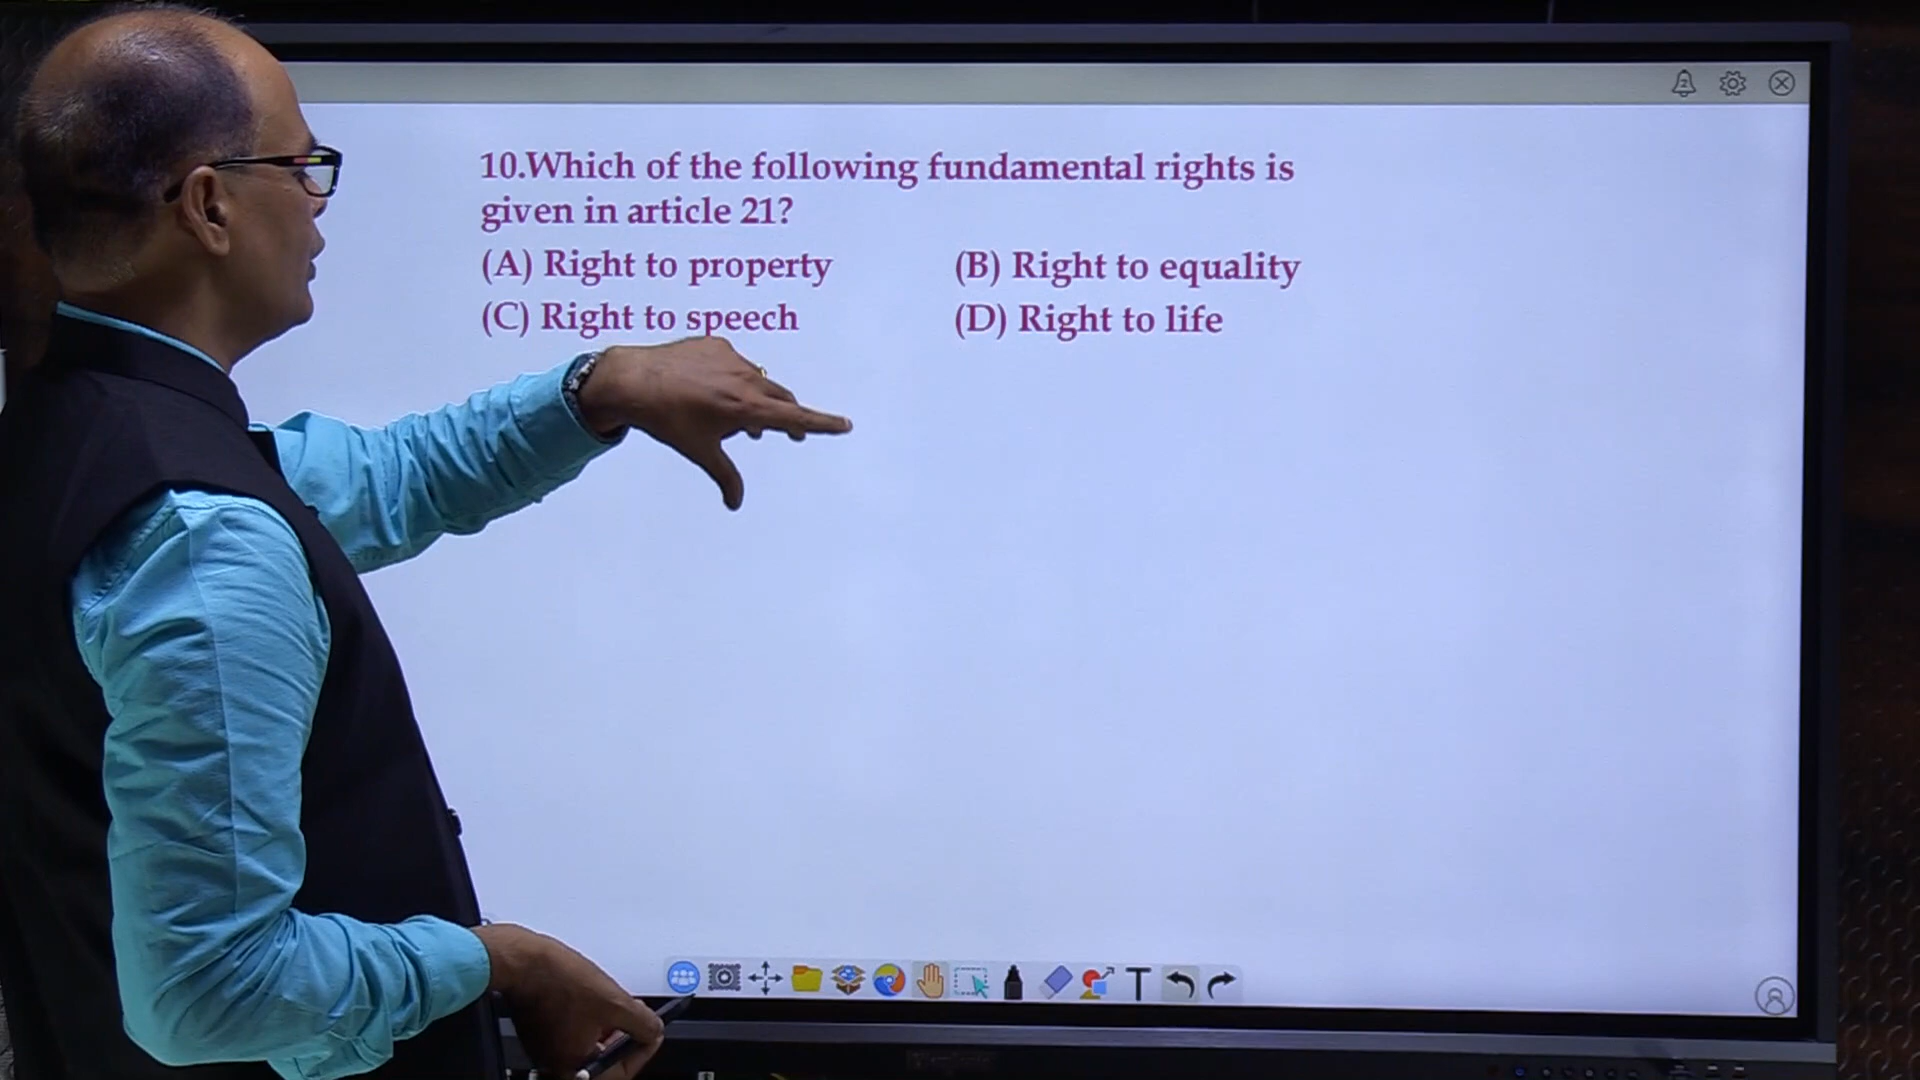 10.Which of the following fundamental rights is
given in article 21?
(A) Right to property (B) Right to equality
(C) Right to speech (D) Right to life